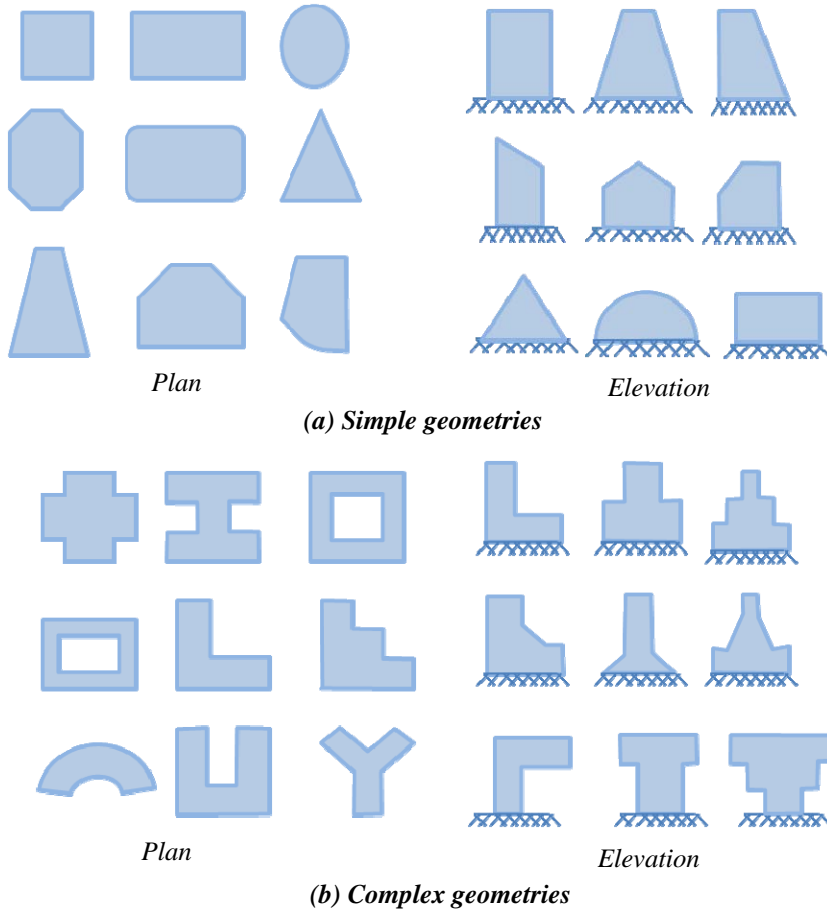 Plan
Elevation
(a) Simple geometries
Plan
Elevation
(b) Complex geometries